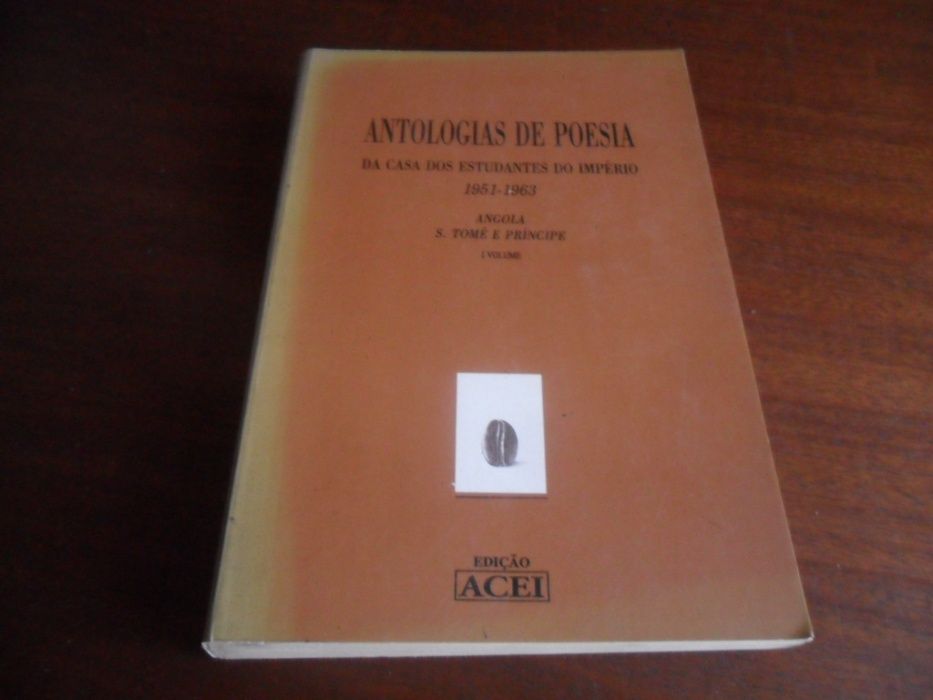 ANTOLOGIAS DE POESIA
DA CASA DOS ESTUDANTES DO IMPÉRIO
1951-1963
ANGOLA
S. TOMÉ E PRÍNCIPE
I VOLUME
EDIÇÃO
ACEI